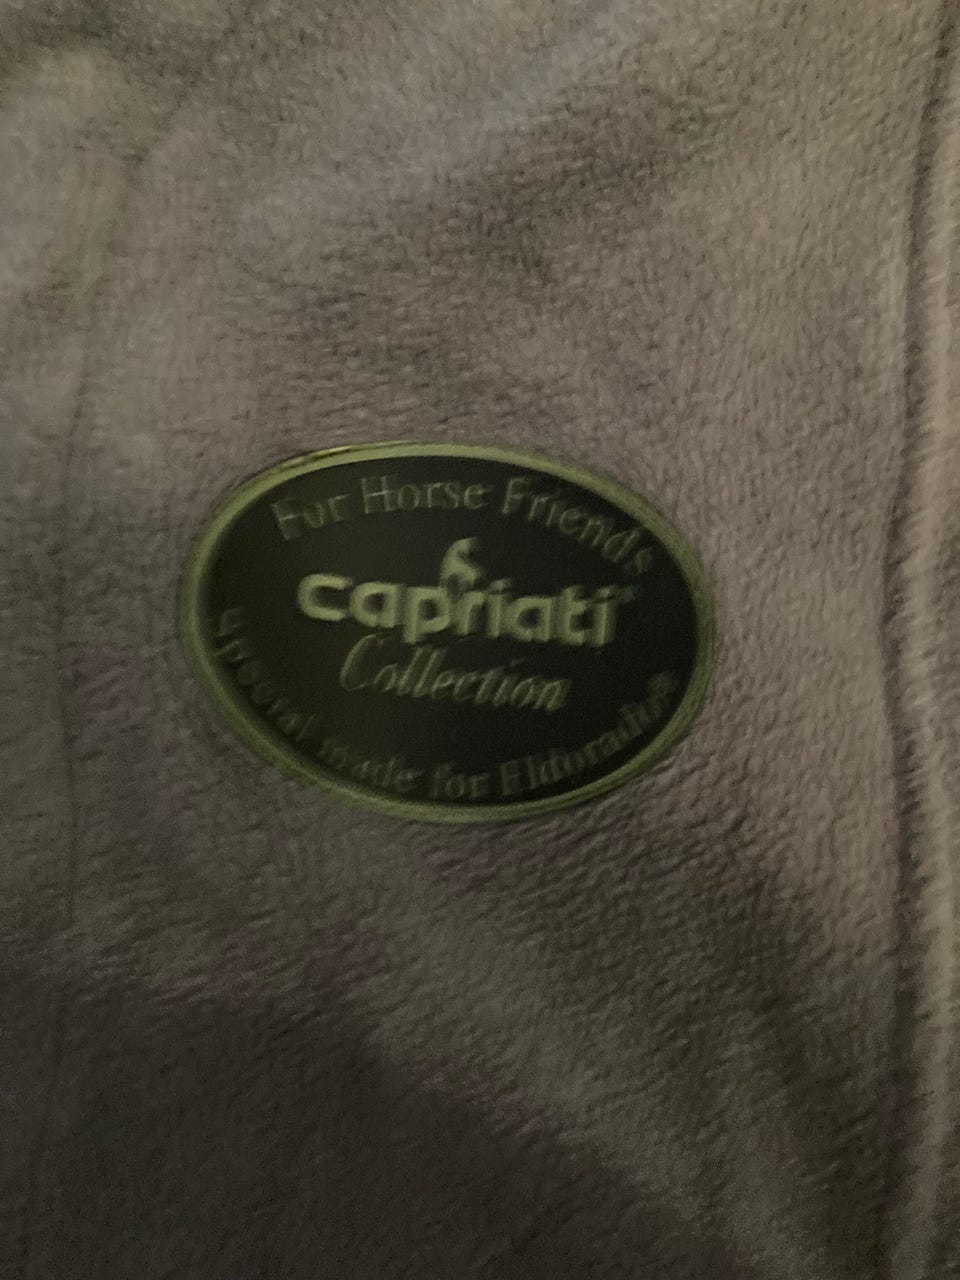 For Horse Friends
capriati
Collection
Special made for Eldorado®